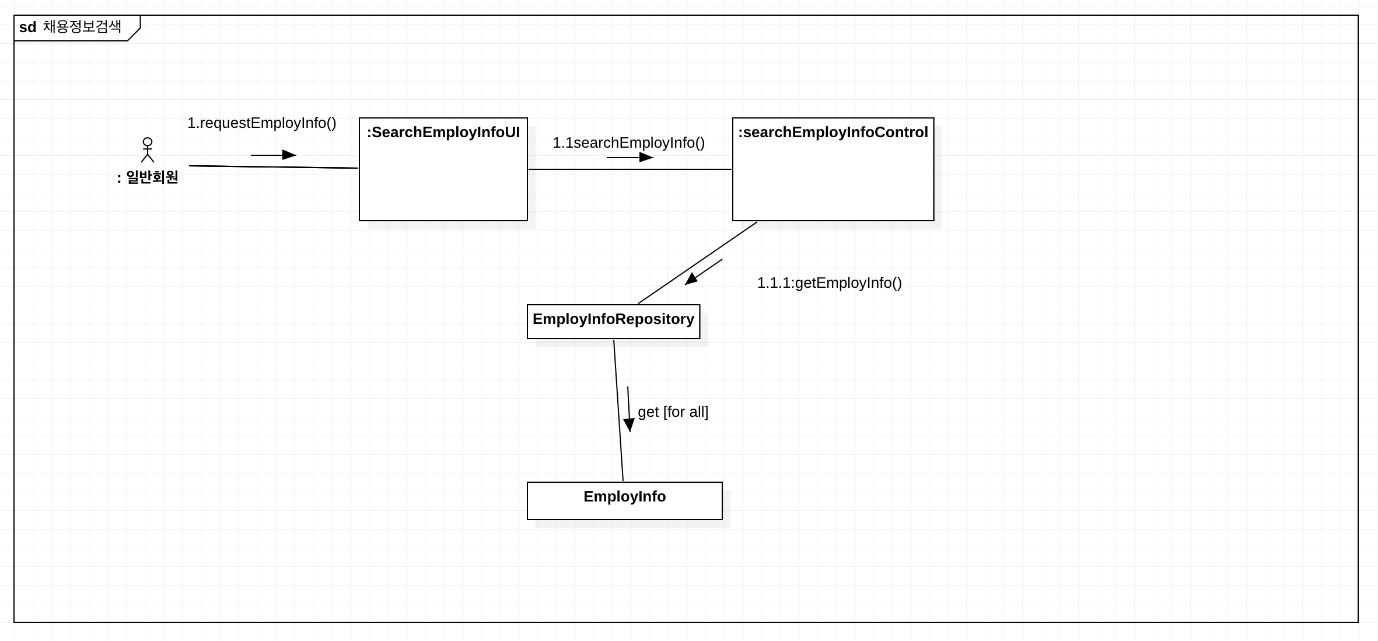 sd 채용정보검색
1.requestEmployInfo()
: 일반회원
:SearchEmployInfoUI
1.1searchEmployInfo()
:searchEmployInfoControl
1.1.1:getEmployInfo()
EmployInfoRepository
get [for all]
EmployInfo